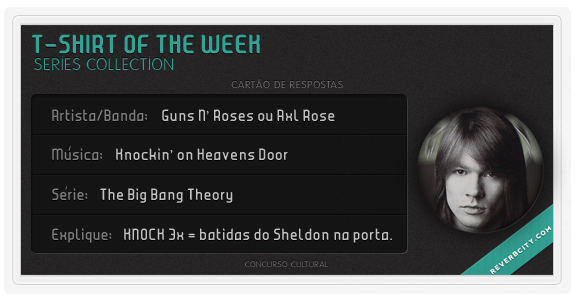 T-SHIRT OF THE WEEK
SERIES COLLECTION
CARTÃO DE RESPOSTAS
Artista/Banda: Guns N' Roses ou Axl Rose
Música: Knockin' on Heavens Door
Série: The Big Bang Theory
Explique: KNOCK 3x = batidas do Sheldon na porta.
REVERBCITY.COM
CONCURSO CULTURAL